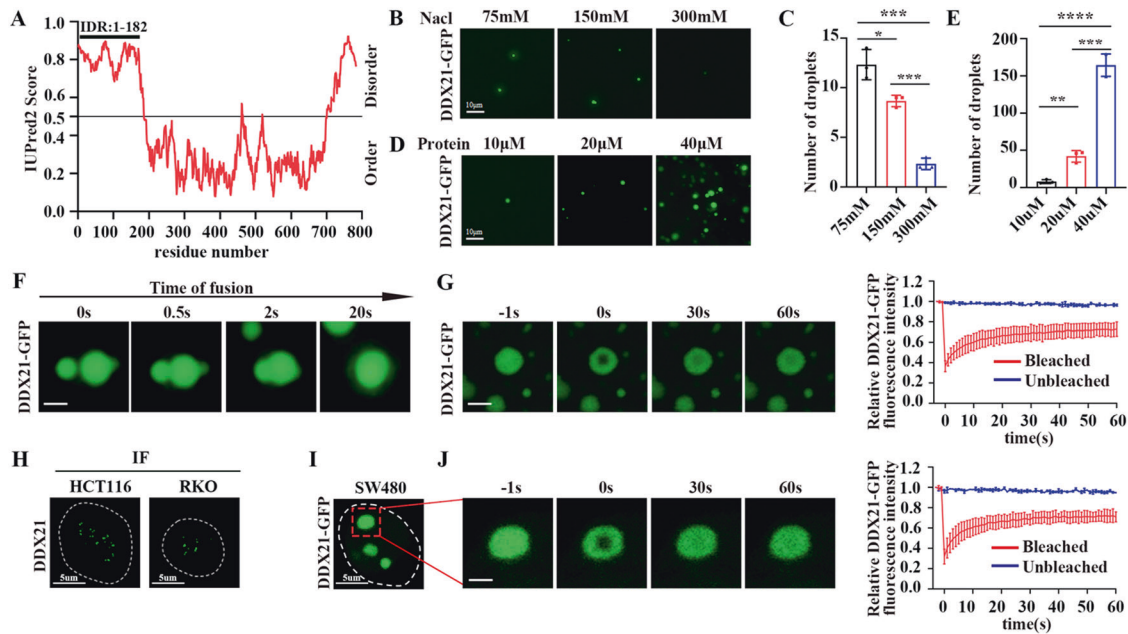 A
IDR:1-182
IUPred2 Score
1.0
0.8
0.6
0.5
0.4
0.2
0.0
Disorder
Order
0 100 200 300 400 500 600 700 800
residue number
B
Nacl 75mM 150mM 300mM
DDX21-GFP
10μm
C
Number of droplets
***
*
***
15
10
5
0
75mM
150mM
300mM
D
Protein 10μM 20μM 40μM
DDX21-GFP
10μm
E
Number of droplets
****
***
**
200
150
100
50
0
10uM
20uM
40uM
F
Time of fusion
0s 0.5s 2s 20s
DDX21-GFP
G
-1s 0s 30s 60s
DDX21-GFP
Relative DDX21-GFP
fluorescence intensity
1.2
1.0
0.8
0.6
0.4
1.2
Bleached
Unbleached
0 10 20 30 40 50 60
time(s)
H
IF
HCT116 RKO
DDX21
5um 5um
I
SW480
DDX21-GFP
5um
J
-1s 0s 30s 60s
Relative DDX21-GFP
fluorescence intensity
1.0
0.8
0.6
0.4
0.2
0
Bleached
Unbleached
0 10 20 30 40 50 60
time(s)